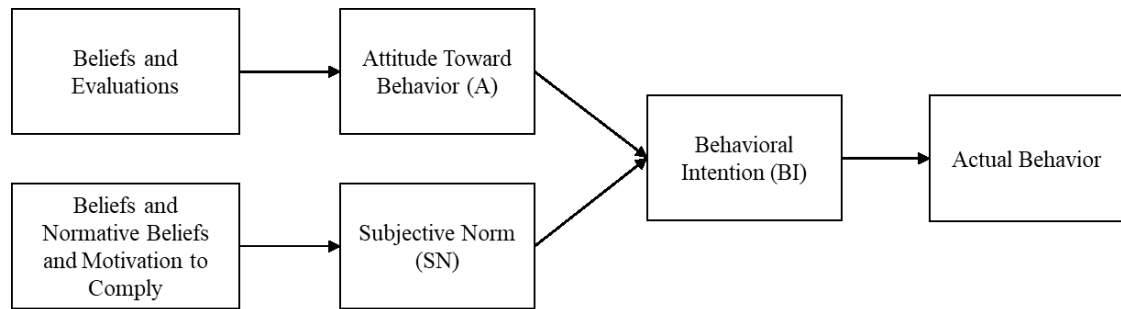 Beliefs and
Evaluations
Attitude Toward
Behavior (A)
Behavioral
Intention (BI)
Actual Behavior
Beliefs and
Normative Beliefs
and Motivation to
Comply
Subjective Norm
(SN)